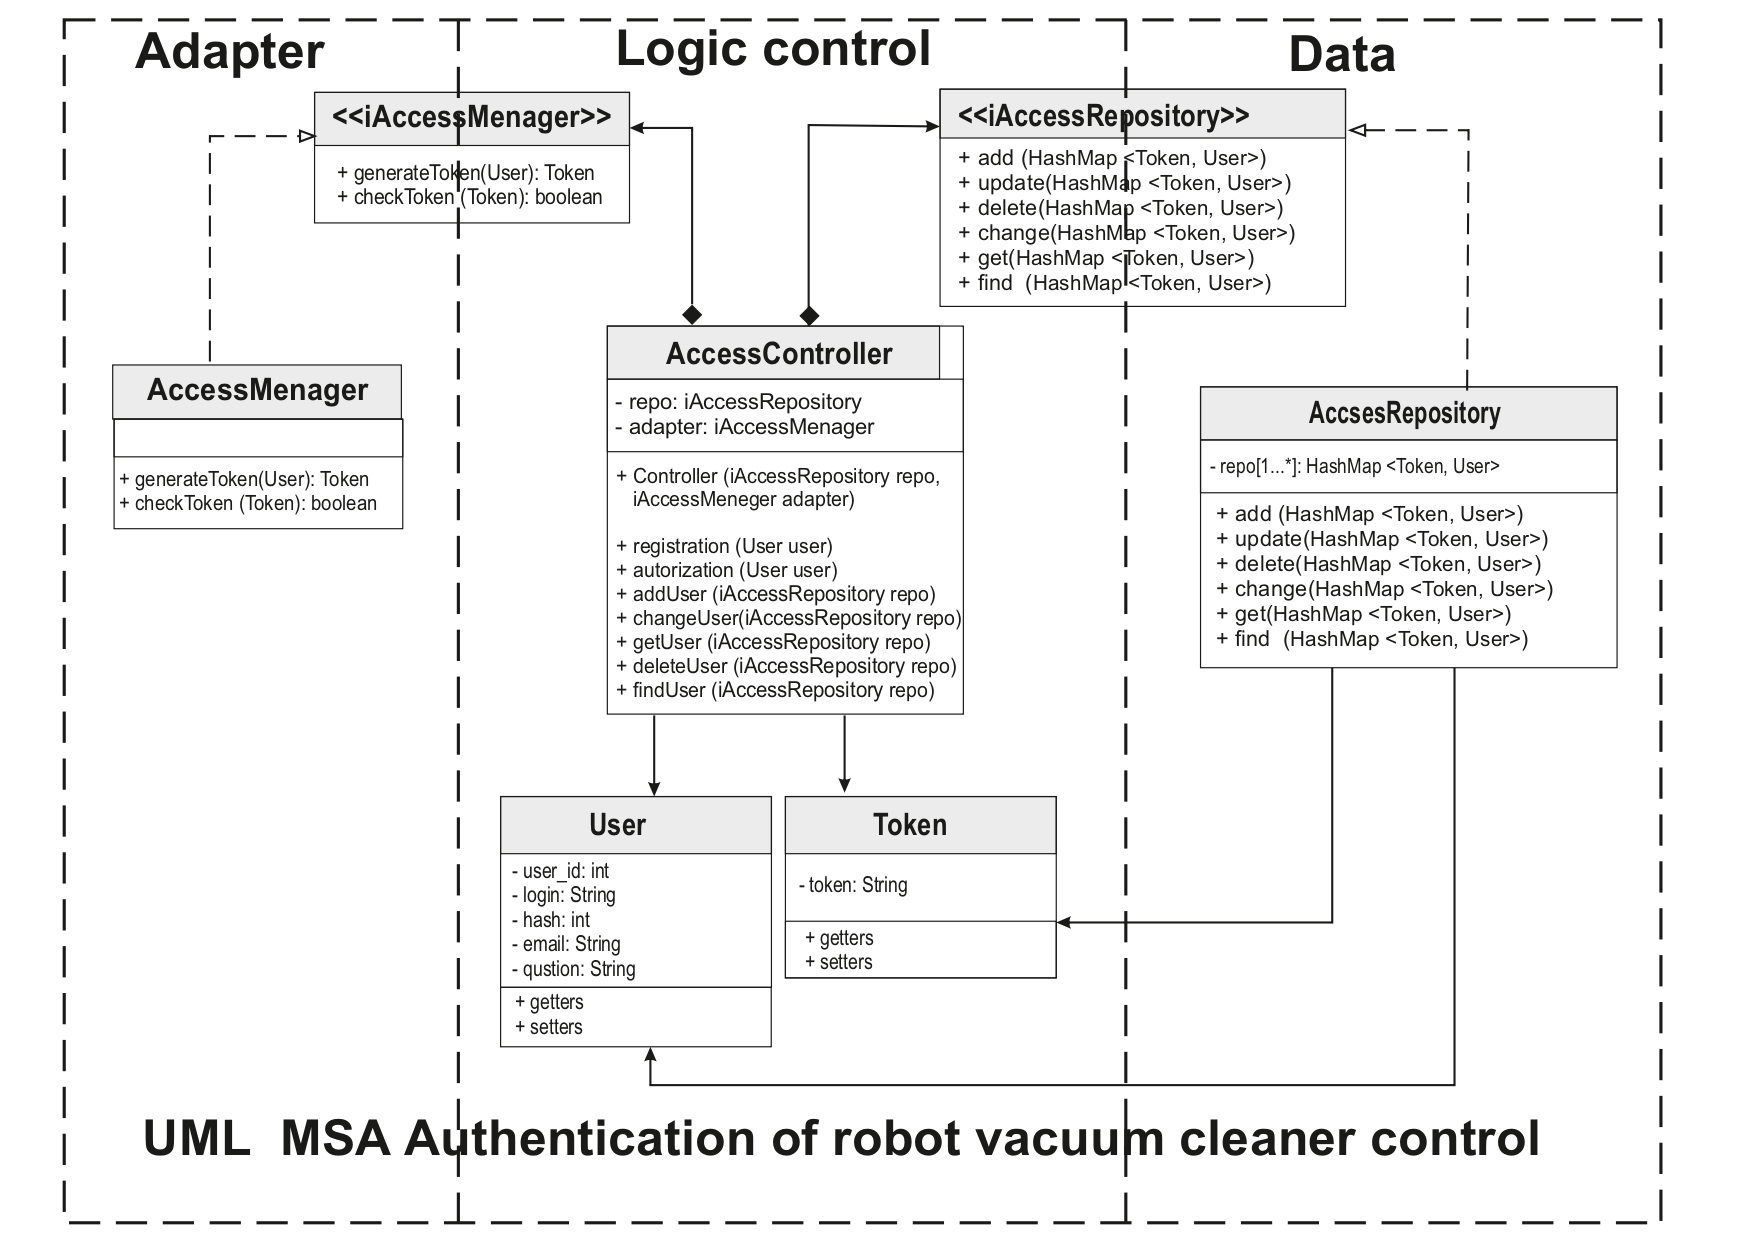 Adapter
Logic control
Data
<<iAccessMenager>>
+ generateToken(User): Token
+ checkToken (Token): boolean
<<iAccessRepository>>
+ add (HashMap <Token, User>)
+ update(HashMap <Token, User>)
+ delete(HashMap <Token, User>)
+ change(HashMap <Token, User>)
+ get(HashMap <Token, User>)
+ find (HashMap <Token, User>)
AccessMenager
+ generateToken(User): Token
+ checkToken (Token): boolean
AccessController
- repo: iAccessRepository
- adapter: iAccessMenager
+ Controller (iAccessRepository repo,
iAccessMeneger adapter)
+ registration (User user)
+ autorization (User user)
+ addUser (iAccessRepository repo)
+ changeUser(iAccessRepository repo)
+ getUser (iAccessRepository repo)
+ deleteUser (iAccessRepository repo)
+ findUser (iAccessRepository repo)
AccsesRepository
- repo[1...*]: HashMap <Token, User>
+ add (HashMap <Token, User>)
+ update(HashMap <Token, User>)
+ delete(HashMap <Token, User>)
+ change(HashMap <Token, User>)
+ get(HashMap <Token, User>)
+ find (HashMap <Token, User>)
User
- user_id: int
- login: String
- hash: int
- email: String
- qustion: String
+ getters
+ setters
Token
- token: String
+ getters
+ setters
UML MSA Authentication of robot vacuum cleaner control